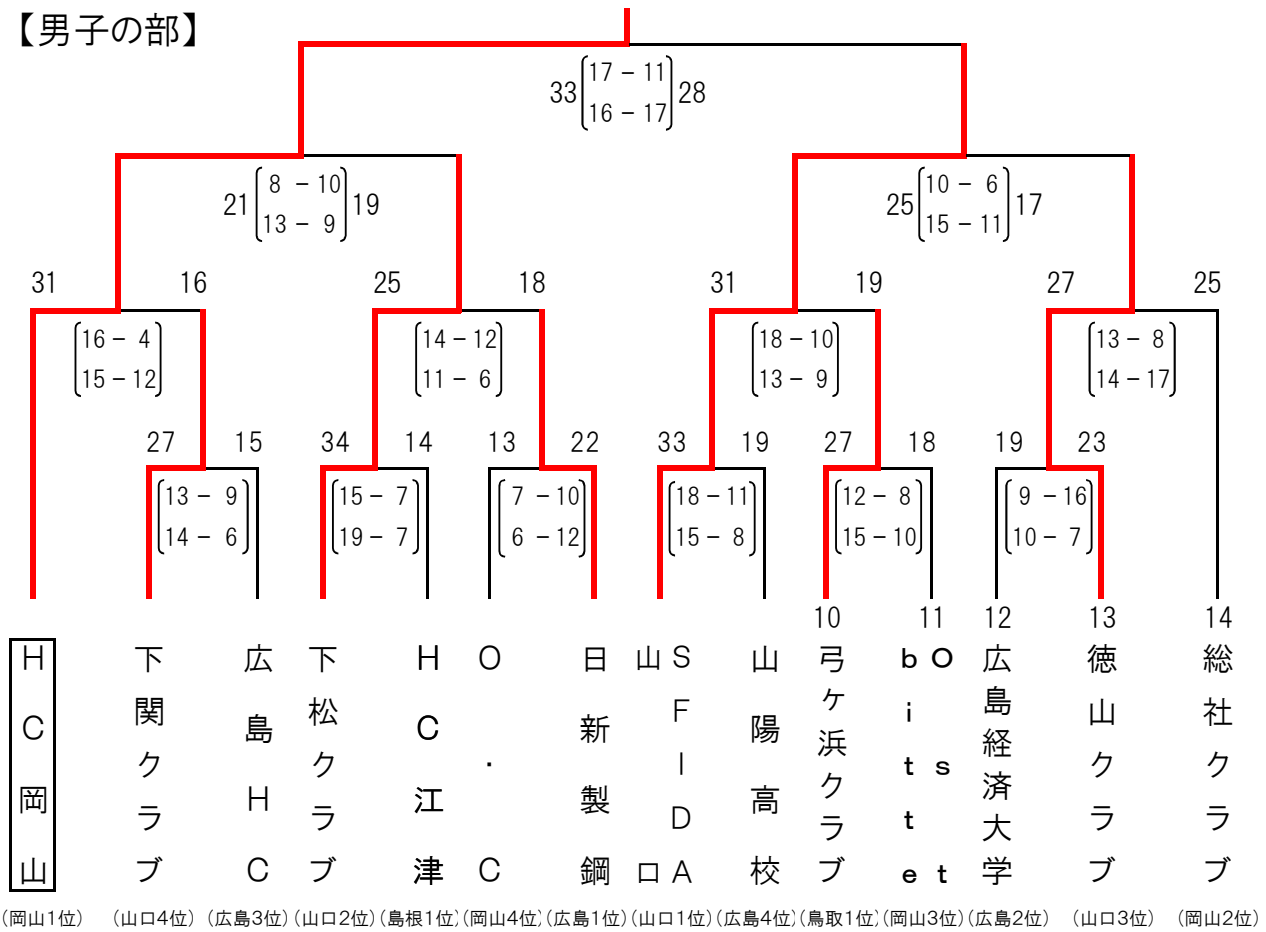 【男子の部】
33 17 － 11 28
16 － 17
21 8 － 10 19
13 － 9
25 10 － 6 17
15 － 11
31 16 25 18 31 19 27 25
16 － 4 14 － 12 18 － 10 13 － 8
15 － 12 11 － 6 13 － 9 14 － 17
27 15 34 14 13 22 33 19 27 18 19 23
13 － 9 15 － 7 7 － 10 18 － 11 12 － 8 9 － 16
14 － 6 19 － 7 6 － 12 15 － 8 15 － 10 10 － 7
10 11 12 13 14
HC岡山
下関クラブ
広島HC
下松クラブ
HC江津
O．C
日新製鋼
SFIDA
山口
山陽高校
弓ヶ浜クラブ
Ost
bitte
広島経済大学
徳山クラブ
総社クラブ
（岡山1位） （山口4位） （広島3位） （山口2位） （島根1位） （岡山4位） （広島1位） （山口1位） （広島4位） （鳥取1位） （岡山3位） （広島2位） （山口3位） （岡山2位）